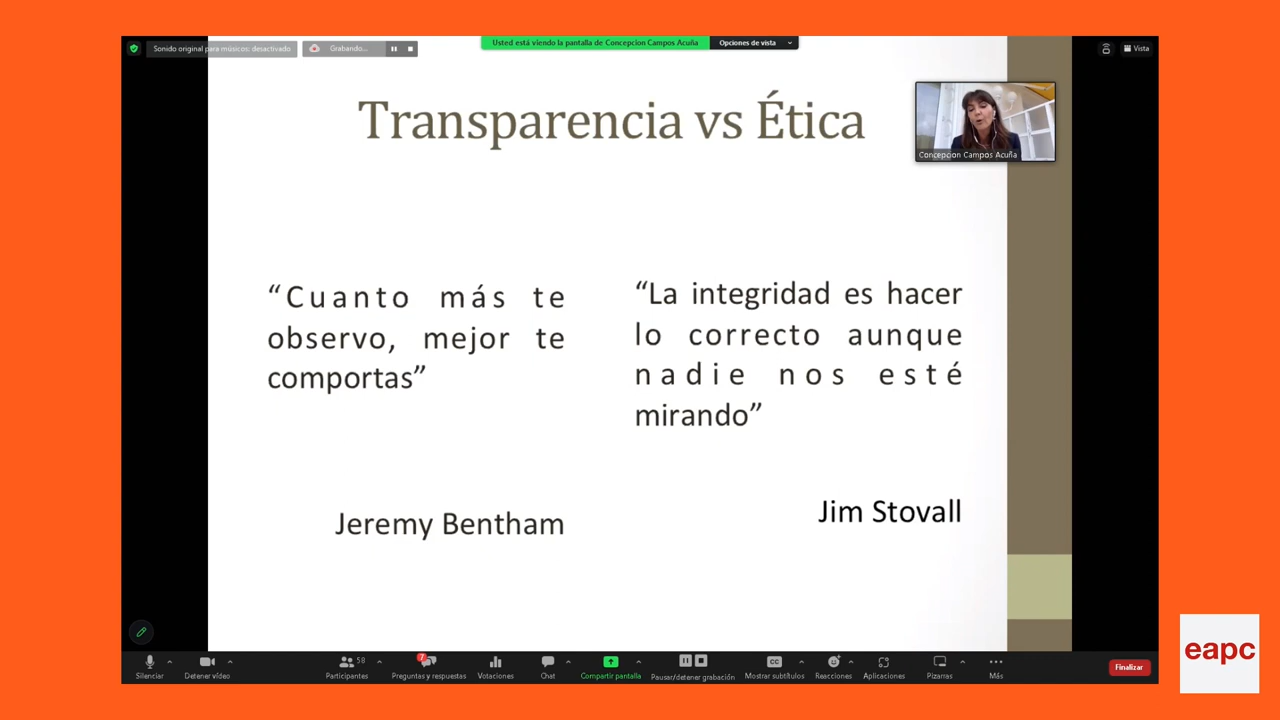 Sonido original para músicos: desactivado
Grabando...
Usted está viendo la pantalla de Concepcion Campos Acuña
Opciones de vista
Vista
Transparencia vs Ética
Concepcion Campos Acuña
“Cuanto más te
observo, mejor te
comportas”
Jeremy Bentham
“La integridad es hacer
lo correcto aunque
nadie nos esté
mirando”
Jim Stovall
Silenciar
Detener vídeo
58
Participantes
7
Preguntas y respuestas
Votaciones
Chat
Compartir pantalla
Pausar/detener grabación
CC
Mostrar subtítulos
Reacciones
Aplicaciones
Pizarras
Más
Finalizar
eapc